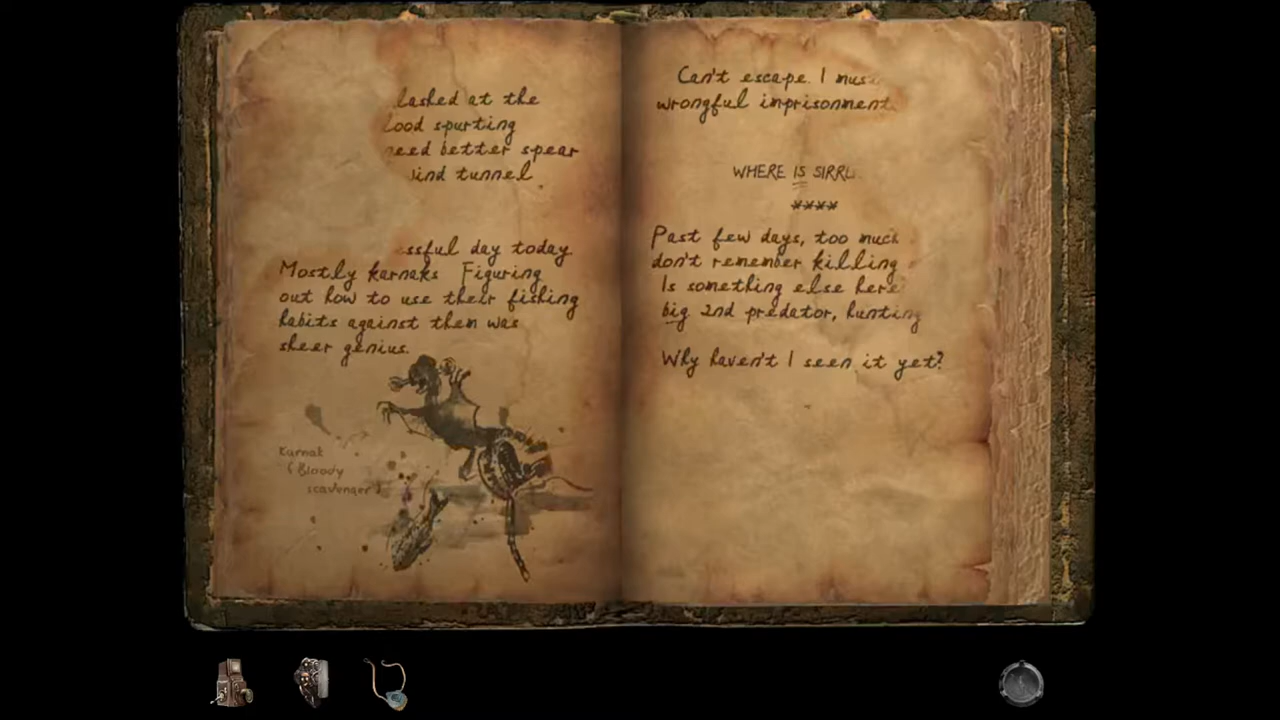 lashed at the
lood spurting
need better spear
wind tunnel
ssful day today
Mostly karnaks Figuring
out how to use their fishing
habits against them was
sheer genius.
Karnak
(Bloody
scavenger)
Can't escape. I mus
wrongful imprisonment
WHERE IS SIRRU
****
Past few days, too much
don't remember killing
Is something else here
big 2nd predator, hunting
Why haven't I seen it yet?